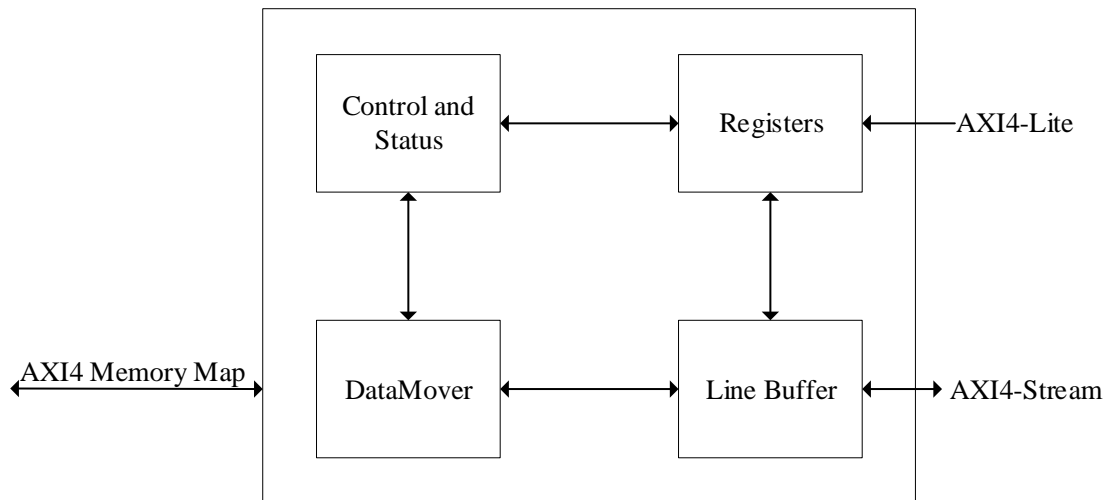 Control and
Status
Registers
AXI4-Lite
AXI4 Memory Map
DataMover
Line Buffer
AXI4-Stream